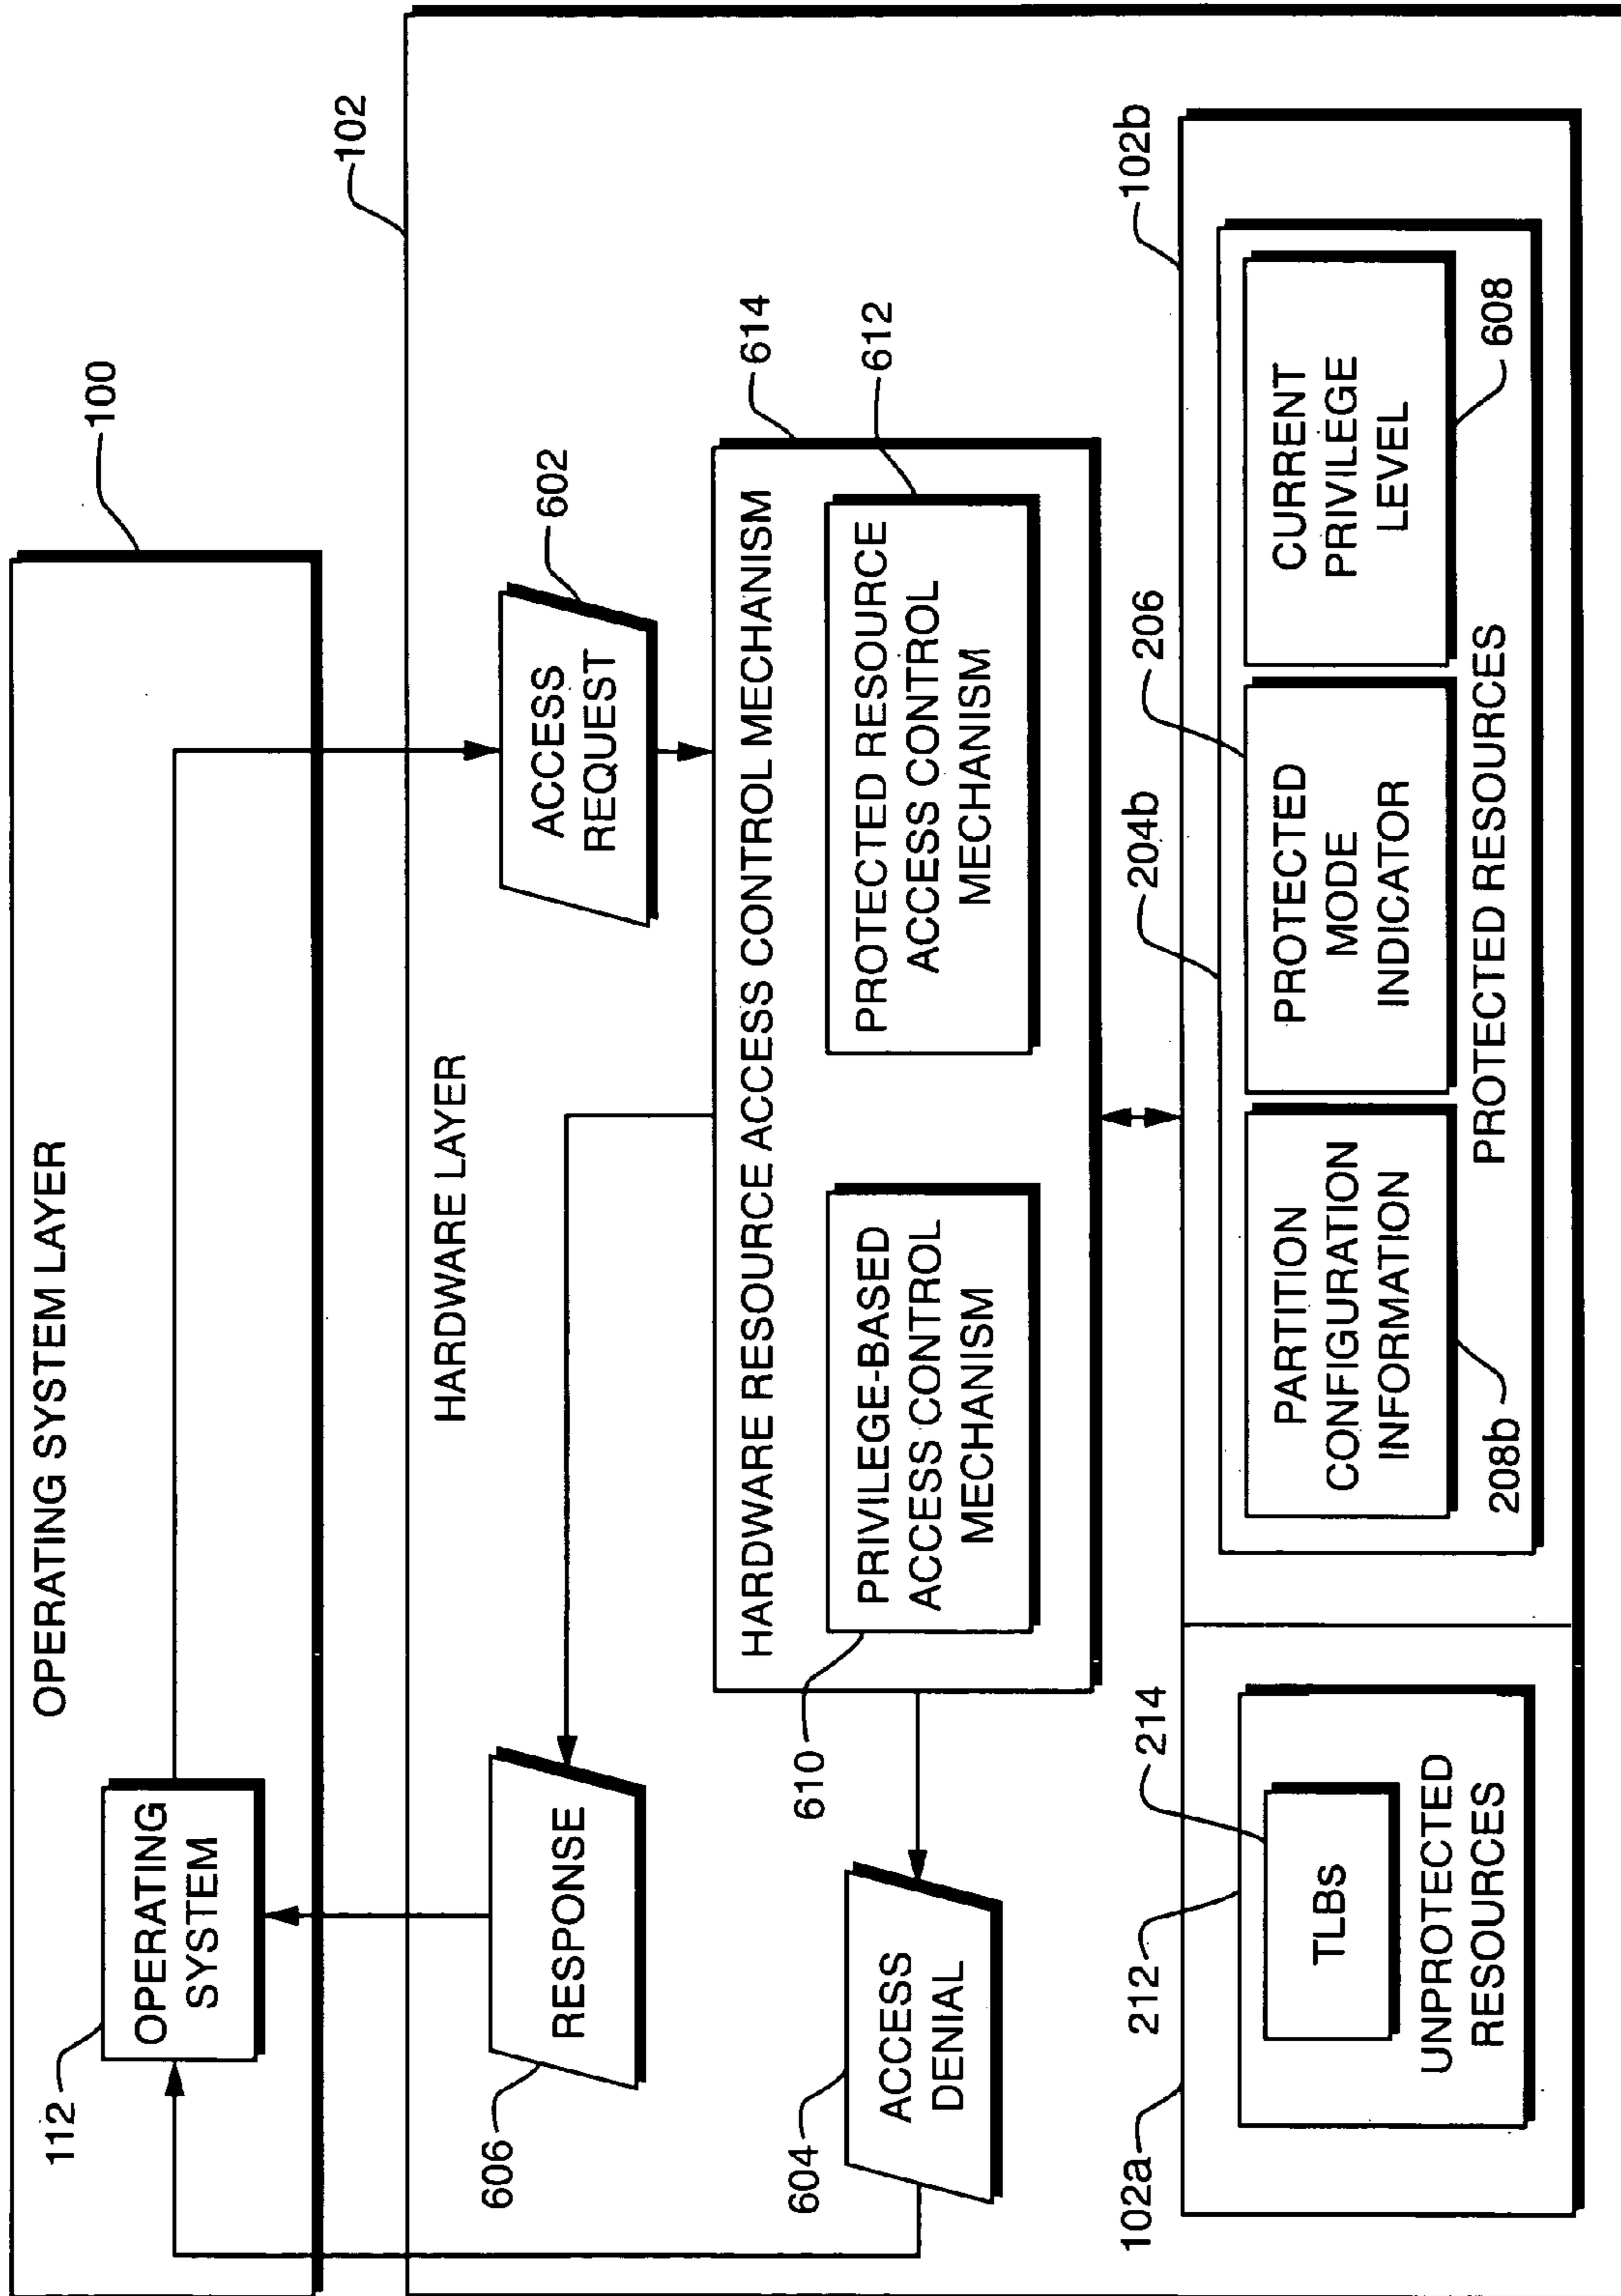 OPERATING SYSTEM LAYER
100
112
OPERATING
SYSTEM
102
HARDWARE LAYER
606
RESPONSE
ACCESS
REQUEST
602
604
ACCESS
DENIAL
614
HARDWARE RESOURCE ACCESS CONTROL MECHANISM
610
PRIVILEGE-BASED
ACCESS CONTROL
MECHANISM
PROTECTED RESOURCE
ACCESS CONTROL
MECHANISM
612
102a
212
214
TLBs
UNPROTECTED
RESOURCES
204b
206
102b
PARTITION
CONFIGURATION
INFORMATION
208b
PROTECTED
MODE
INDICATOR
CURRENT
PRIVILEGE
LEVEL
608
PROTECTED RESOURCES